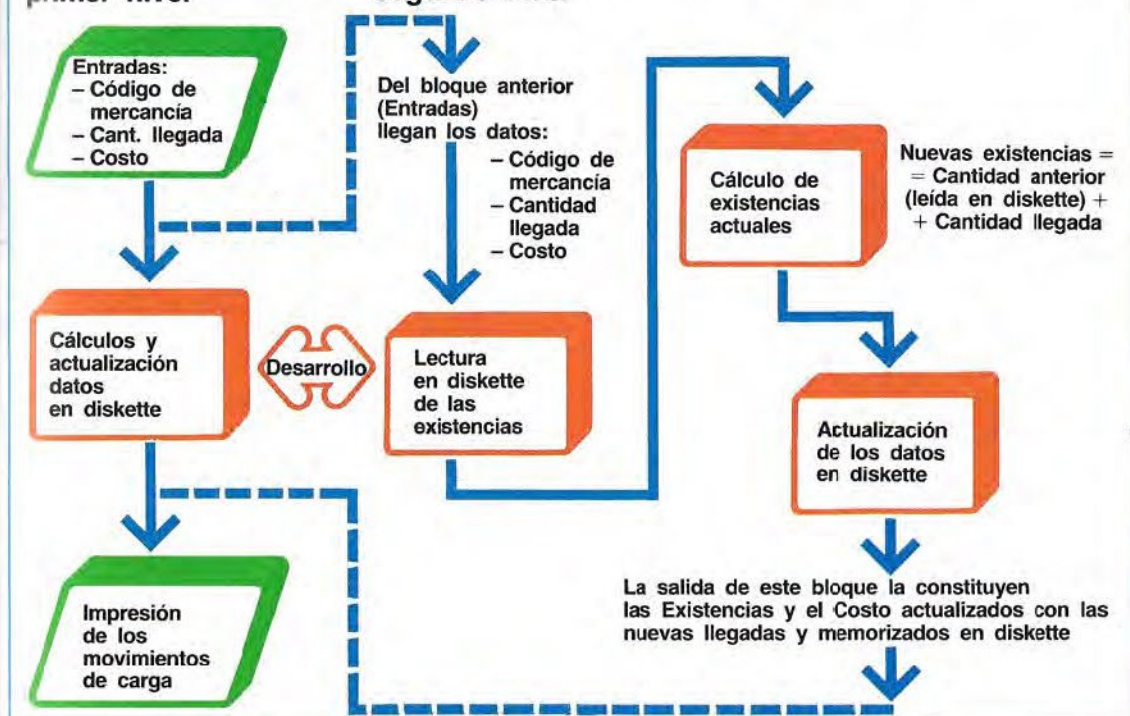 primer nivel
Entradas:
– Código de
mercancía
– Cant. llegada
– Costo
Del bloque anterior
(Entradas)
llegan los datos:
– Código de
mercancía
– Cantidad
llegada
– Costo
Cálculo de
existencias
actuales
Nuevas existencias =
= Cantidad anterior
(leída en diskette) +
+ Cantidad llegada
Cálculos y
actualización
datos
en diskette
Desarrollo
Lectura
en diskette
de las
existencias
Actualización
de los datos
en diskette
Impresión
de los
movimientos
de carga
La salida de este bloque la constituyen
las Existencias y el Costo actualizados con las
nuevas llegadas y memorizados en diskette